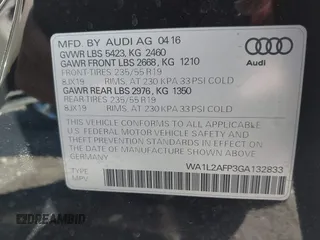 MFD. BY AUDI AG 04 16
GVWR LBS 5423, KG 2460
GAWR FRONT LBS 2668, KG 1210
FRONT-TIRES 235/55 R19
8JX19 RIMS, AT 230 KPA/33 PSI COLD
GAWR REAR LBS 2976, KG 1350
REAR-TIRES 235/55 R19
8JX19 RIMS, AT 230 KPA/33 PSI COLD
THIS VEHICLE CONFORMS TO ALL APPLICABLE
U.S. FEDERAL MOTOR VEHICLE SAFETY AND
THEFT PREVENTION STANDARDS IN EFFECT ON
THE DATE OF MANUFACTURE SHOWN ABOVE.
GERMANY
WA1L2AFP3GA132833
TYPE:
MPV
Audi
DREAMBID